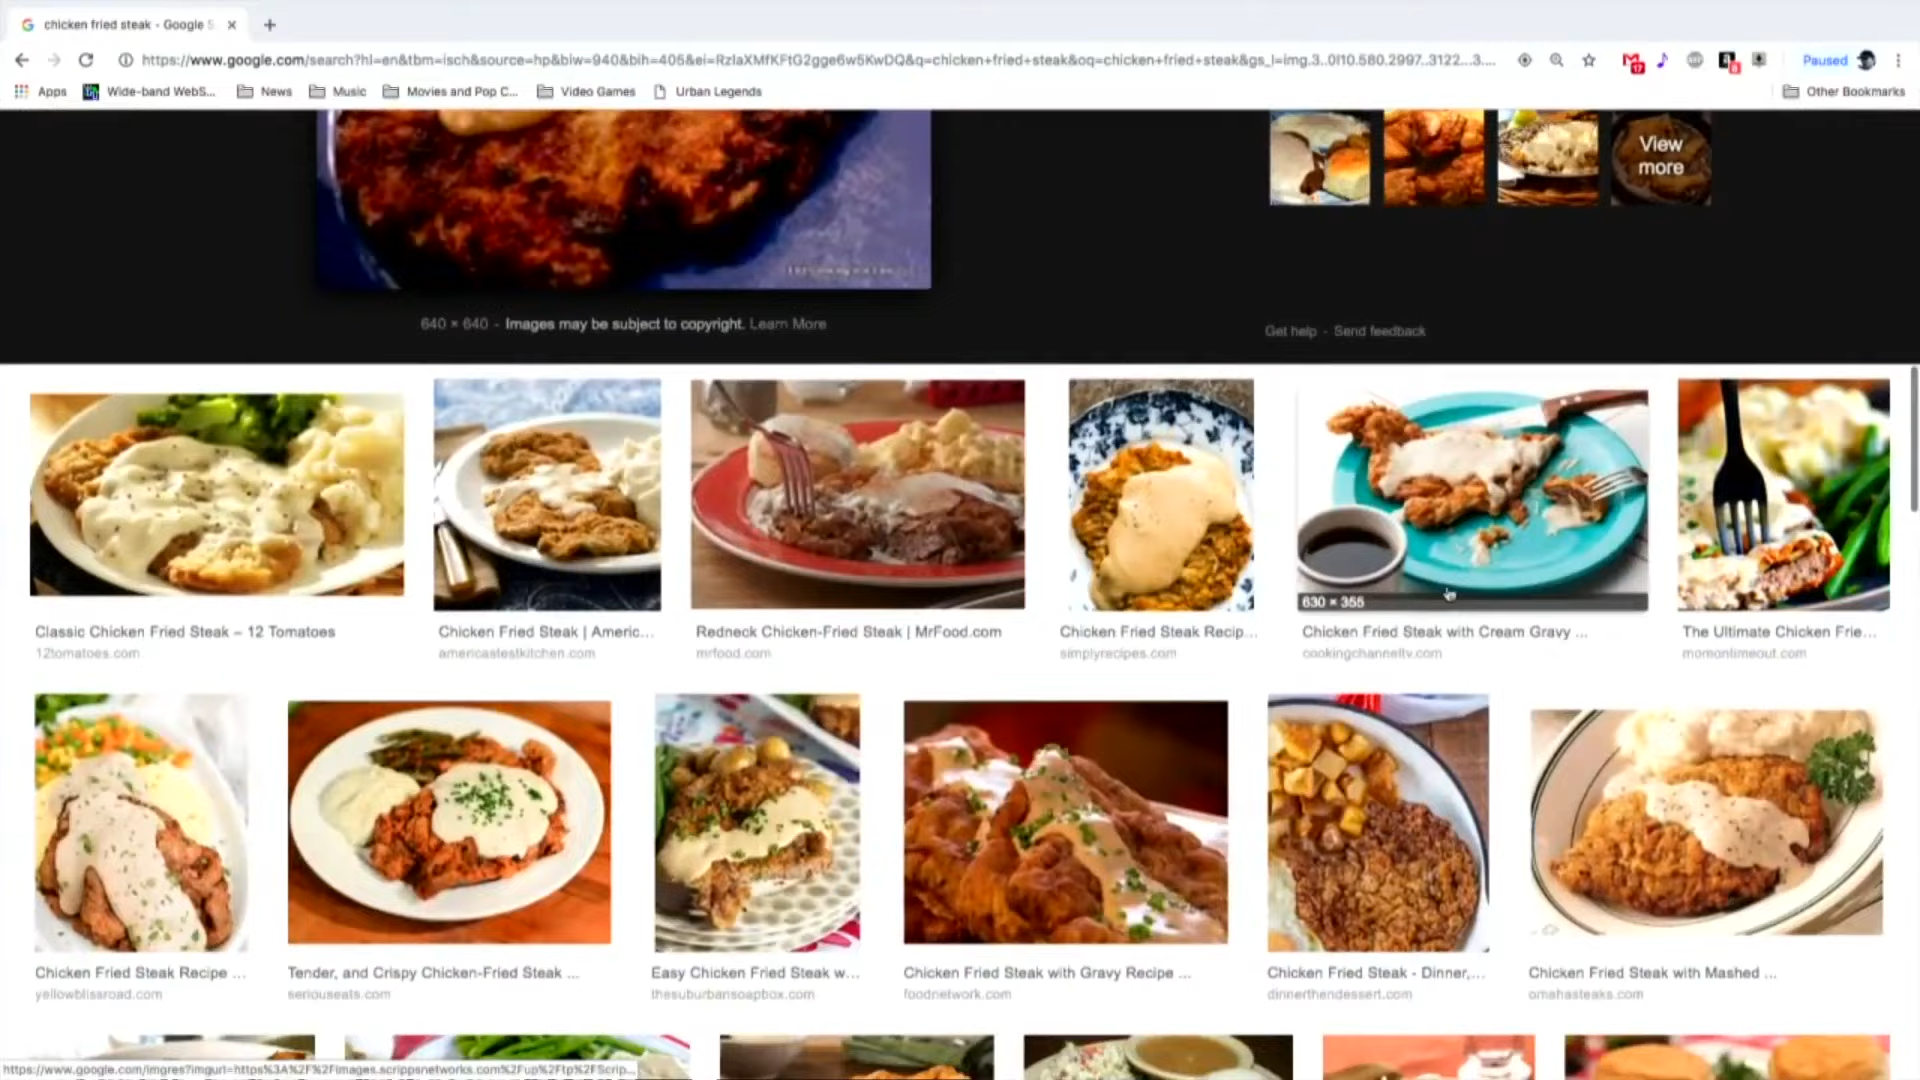 chicken fried steak - Google S
https://www.google.com/search?hl=en&tbm=isch&source=hp&biw=940&bih=405&ei=RzIaXMfKFtG2gge6w5KwDQ&q=chicken+fried+steak&oq=chicken+fried+steak&gs_l=img.3..0l10.580.2997..3122...3....
17
8
Paused
Apps
Wide-band WebS...
News
Music
Movies and Pop C...
Video Games
Urban Legends
Other Bookmarks
View
more
640 × 640 - Images may be subject to copyright. Learn More
Get help - Send feedback
630 × 355
Classic Chicken Fried Steak – 12 Tomatoes
12tomatoes.com
Chicken Fried Steak | Americ...
americastestkitchen.com
Redneck Chicken-Fried Steak | MrFood.com
mrfood.com
Chicken Fried Steak Recip...
simplyrecipes.com
Chicken Fried Steak with Cream Gravy ...
cookingchanneltv.com
The Ultimate Chicken Frie...
momontimeout.com
Chicken Fried Steak Recipe ...
yellowblissroad.com
Tender, and Crispy Chicken-Fried Steak ...
seriouseats.com
Easy Chicken Fried Steak w...
thesuburbansoapbox.com
Chicken Fried Steak with Gravy Recipe ...
foodnetwork.com
Chicken Fried Steak - Dinner,...
dinnerthendessert.com
Chicken Fried Steak with Mashed ...
omahasteaks.com
https://www.google.com/imgres?imgurl=https%3A%2F%2Fimages.scrippsnetworks.com%2Fup%2Ftp%2FScrip...